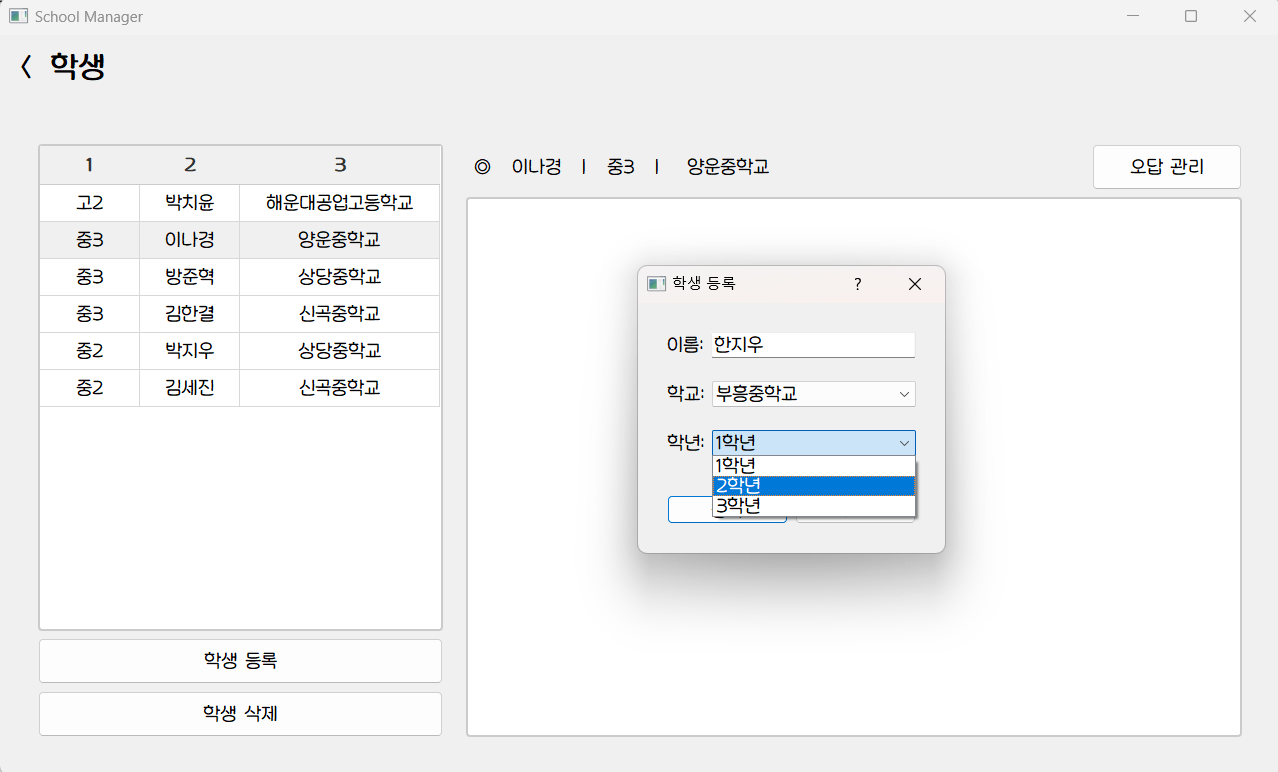 School Manager
〈 학생
1 2 3
고2 박치윤 해운대공업고등학교
중3 이나경 양운중학교
중3 방준혁 상당중학교
중3 김한결 신곡중학교
중2 박지우 상당중학교
중2 김세진 신곡중학교
학생 등록
학생 삭제
◎ 이나경 | 중3 | 양운중학교
오답 관리
학생 등록 ?
이름: 한지우
학교: 부흥중학교
학년: 1학년
1학년
2학년
3학년